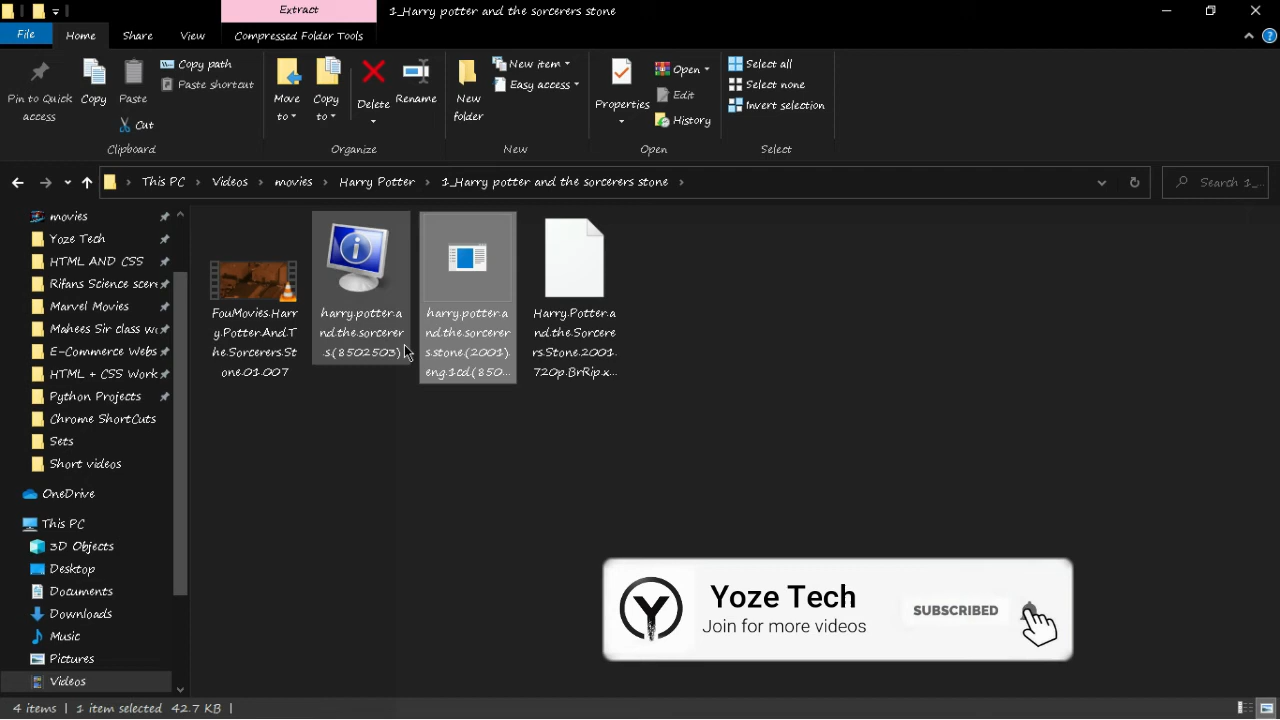 Extract
1_Harry potter and the sorcerers stone
File
Home
Share
View
Compressed Folder Tools
Pin to Quick access
Copy
Paste
Copy path
Paste shortcut
Cut
Clipboard
Move to
Copy to
Delete
Rename
Organize
New folder
New item
Easy access
New
Properties
Open
Edit
History
Open
Select all
Select none
Invert selection
Select
This PC > Videos > movies > Harry Potter > 1_Harry potter and the sorcerers stone >
Search 1_...
movies
Yoze Tech
HTML AND CSS
Rifans Science scen
Marvel Movies
Mahees Sir class w
E-Commerce Webs
HTML + CSS Work
Python Projects
Chrome ShortCuts
Sets
Short videos
OneDrive
This PC
3D Objects
Desktop
Documents
Downloads
Music
Pictures
Videos
FouMovies.Harr
y.Potter.And.T
he.Sorcerers.St
one.01.007
harry.potter.a
nd.the.sorcerer
.s.(8502503)
harry.potter.a
nd.the.sorcerer
s.stone.(2001).
eng.1cd.(850...
Harry.Potter.a
nd.the.Sorcere
rs.Stone.2001.
720p.BrRip.x...
Yoze Tech
Join for more videos
SUBSCRIBED
4 items
1 item selected 42.7 KB